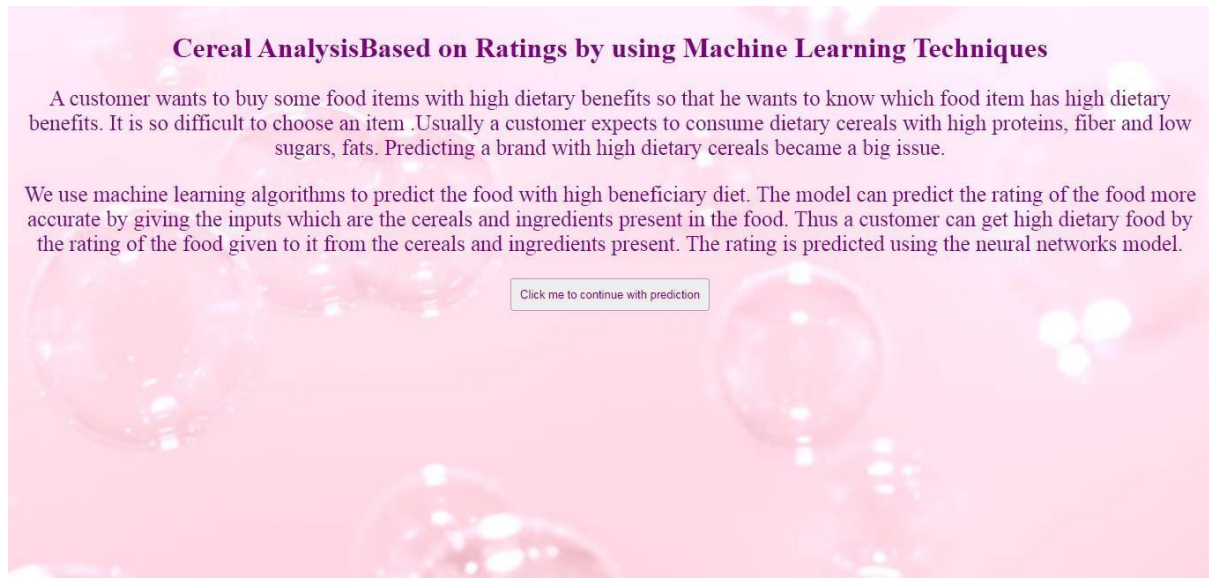 Cereal AnalysisBased on Ratings by using Machine Learning Techniques
A customer wants to buy some food items with high dietary benefits so that he wants to know which food item has high dietary
benefits. It is so difficult to choose an item .Usually a customer expects to consume dietary cereals with high proteins, fiber and low
sugars, fats. Predicting a brand with high dietary cereals became a big issue.
We use machine learning algorithms to predict the food with high beneficiary diet. The model can predict the rating of the food more
accurate by giving the inputs which are the cereals and ingredients present in the food. Thus a customer can get high dietary food by
the rating of the food given to it from the cereals and ingredients present. The rating is predicted using the neural networks model.
Click me to continue with prediction